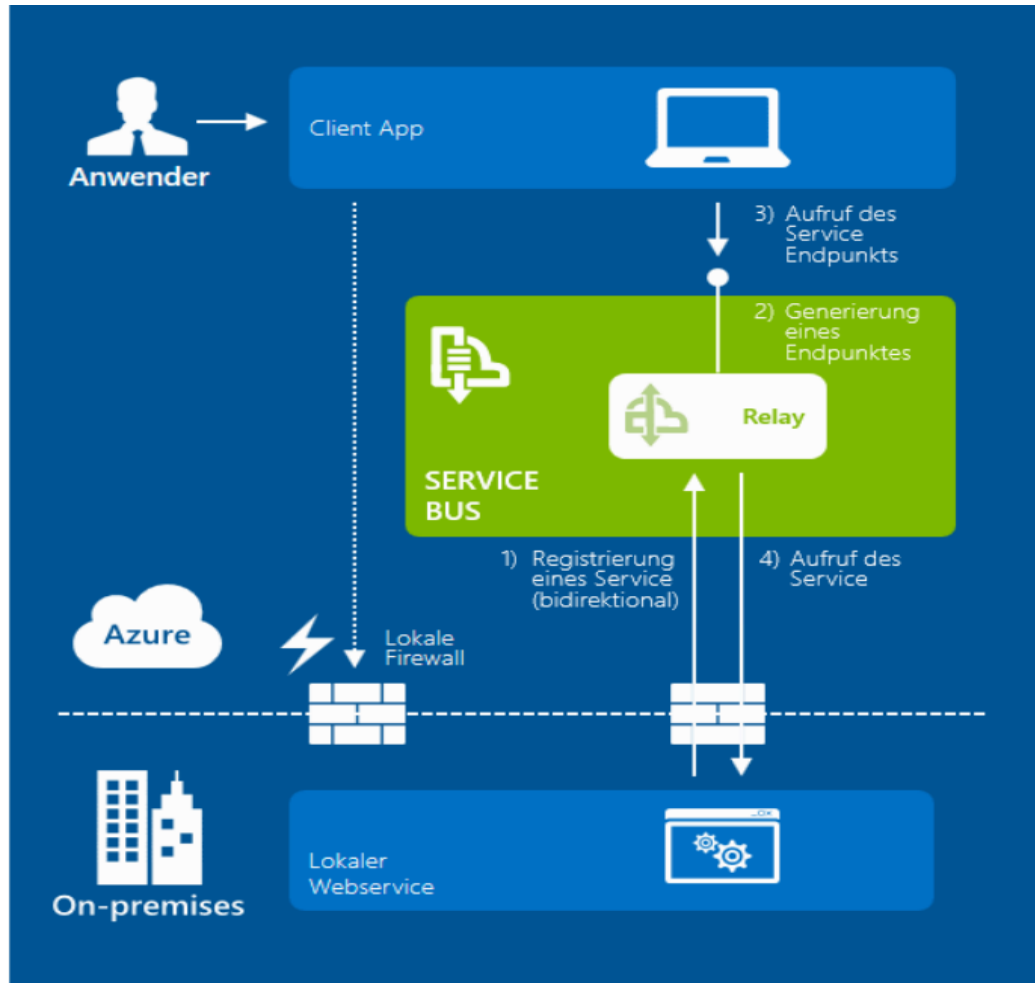 Client App
Anwender
3) Aufruf des
Service
Endpunkts
2) Generierung
eines
Endpunktes
Relay
SERVICE
BUS
1) Registrierung
eines Service
(bidirektional)
4) Aufruf des
Service
Azure
Lokale
Firewall
Lokaler
Webservice
On-premises